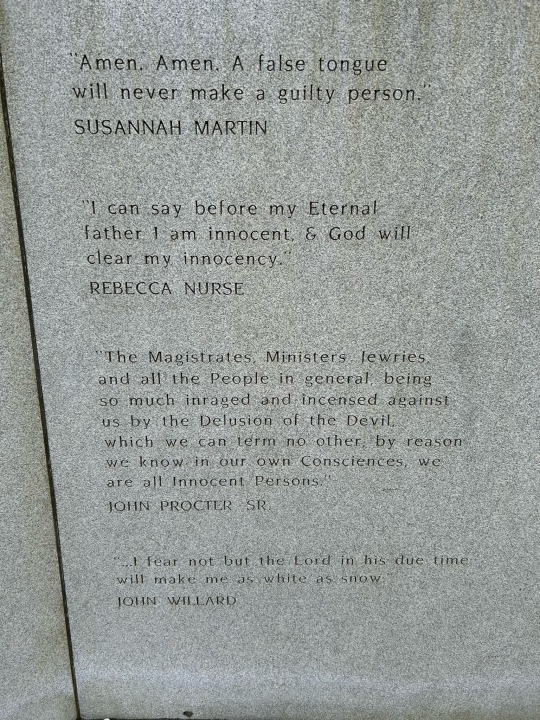 "Amen. Amen. A false tongue
will never make a guilty person."
SUSANNAH MARTIN
"I can say before my Eternal
father I am innocent, & God will
clear my innocency."
REBECCA NURSE
"The Magistrates, Ministers, Jewries,
and all the People in general, being
so much inraged and incensed against
us by the Delusion of the Devil,
which we can term no other, by reason
we know in our own Consciences, we
are all Innocent Persons."
JOHN PROCTER SR.
"...I fear not but the Lord in his due time
will make me as white as snow."
JOHN WILLARD